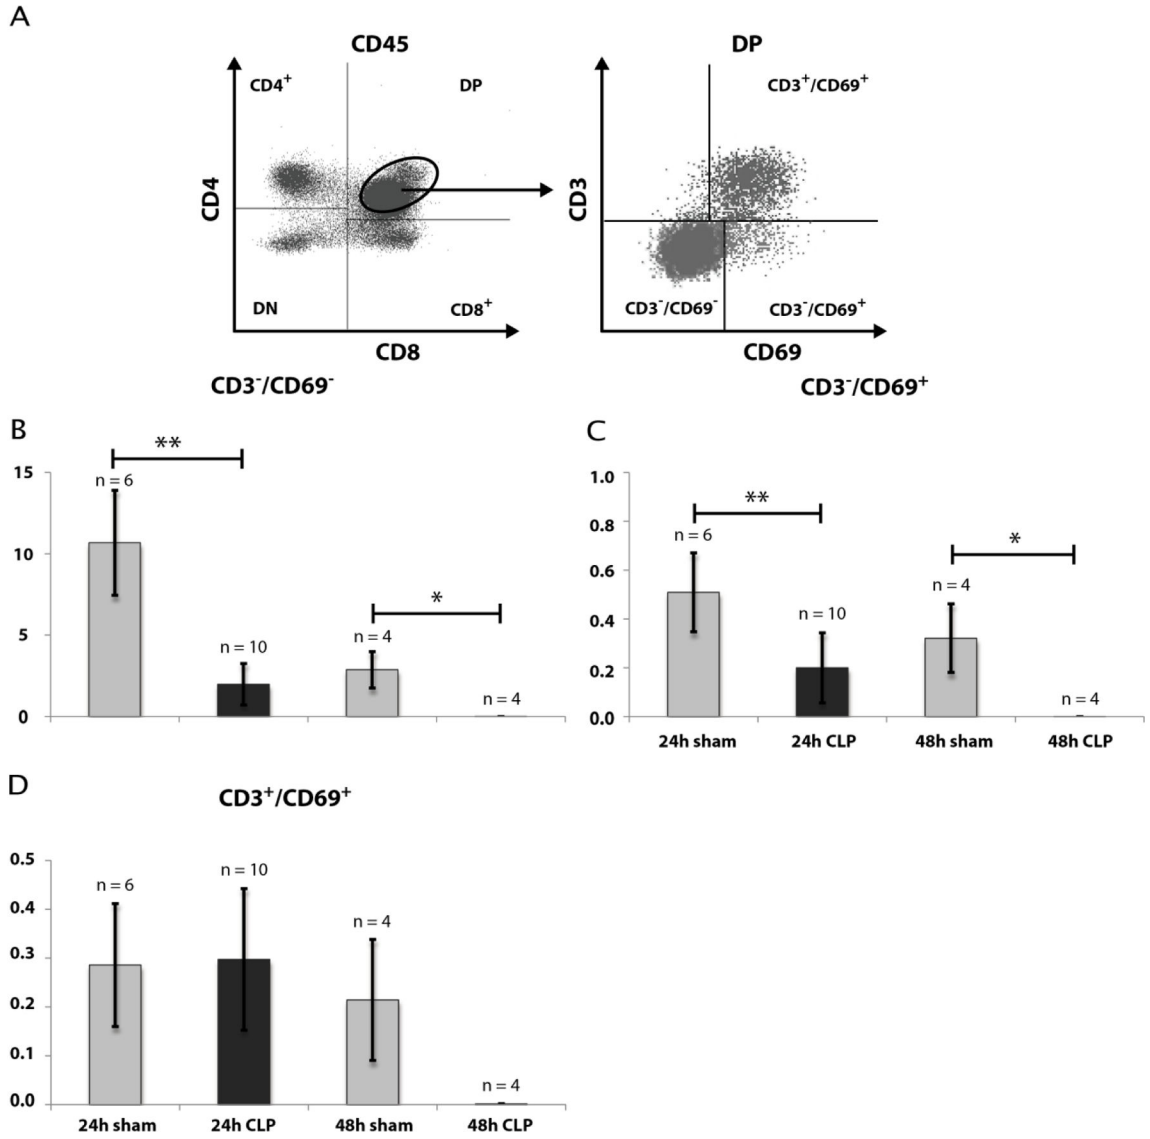 A
CD45
DP
CD4⁺
DP
CD3⁺/CD69⁺
CD4
CD3
DN
CD8⁺
CD3⁻/CD69⁻
CD3⁻/CD69⁺
CD8
CD69
CD3⁻/CD69⁻
CD3⁻/CD69⁺
B
**
15
n = 6
10
*
5
n = 4
n = 10
n = 4
0
C
1.0
**
n = 6
0.8
*
0.6
n = 4
n = 10
0.4
0.2
n = 4
0.0
24h sham
24h CLP
48h sham
48h CLP
D
CD3⁺/CD69⁺
0.5
n = 10
n = 6
0.4
n = 4
0.3
0.2
0.1
n = 4
0.0
24h sham
24h CLP
48h sham
48h CLP